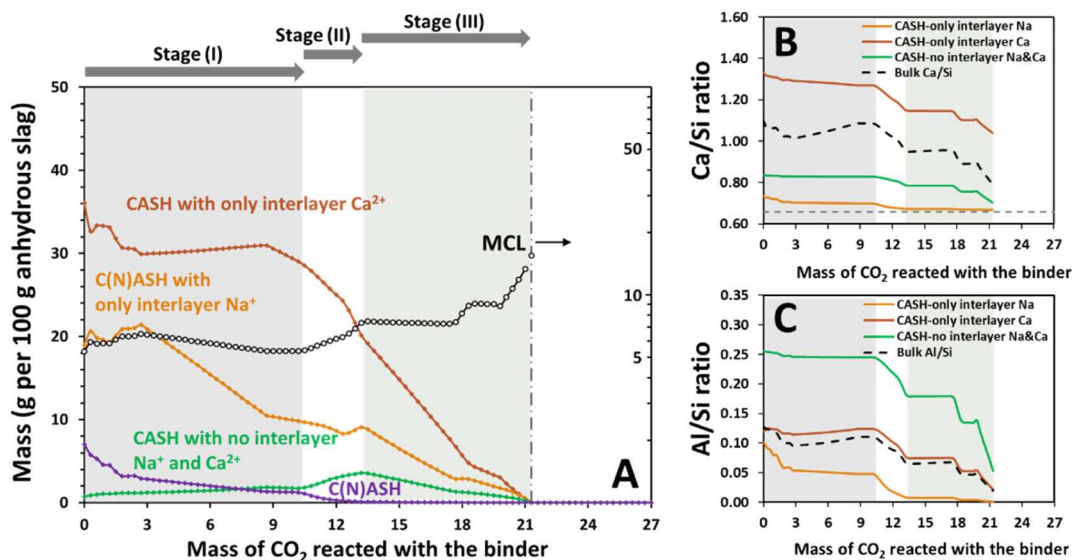 Stage (I)
Stage (II)
Stage (III)
Mass (g per 100 g anhydrous slag)
50
40
30
20
10
0
CASH with only interlayer Ca²⁺
C(N)ASH with
only interlayer Na⁺
CASH with no interlayer
Na⁺ and Ca²⁺
C(N)ASH
MCL
50
10
5
A
0 3 6 9 12 15 18 21 24 27
Mass of CO₂ reacted with the binder
B
Ca/Si ratio
1.60
1.40
1.20
1.00
0.80
0.60
CASH-only interlayer Na
CASH-only interlayer Ca
CASH-no interlayer Na&Ca
Bulk Ca/Si
0 3 6 9 12 15 18 21 24 27
Mass of CO₂ reacted with the binder
C
Al/Si ratio
0.35
0.30
0.25
0.20
0.15
0.10
0.05
0.00
CASH-only interlayer Na
CASH-only interlayer Ca
CASH-no interlayer Na&Ca
Bulk Al/Si
0 3 6 9 12 15 18 21 24 27
Mass of CO₂ reacted with the binder